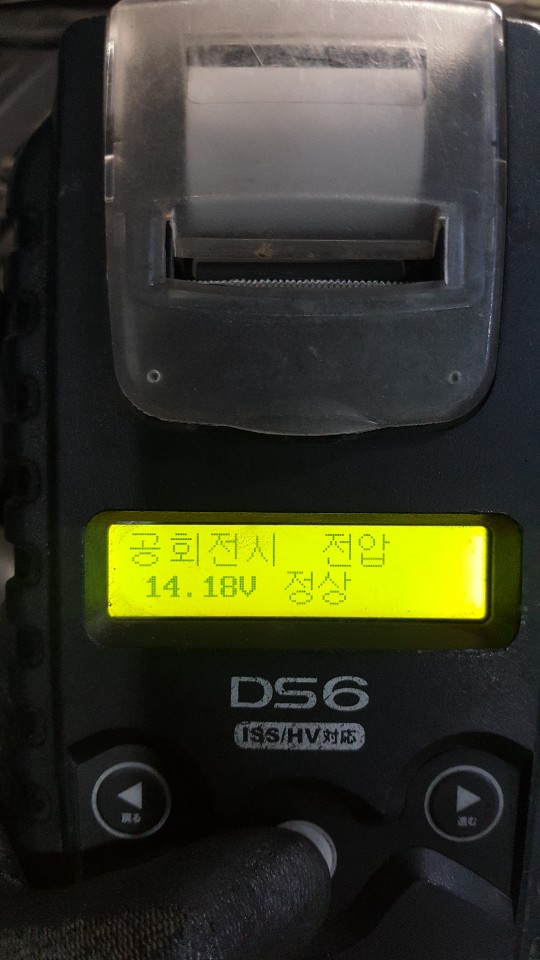 공회전시 전압
14.18V 정상
DS6
ISS/HV対応
戻る
進む